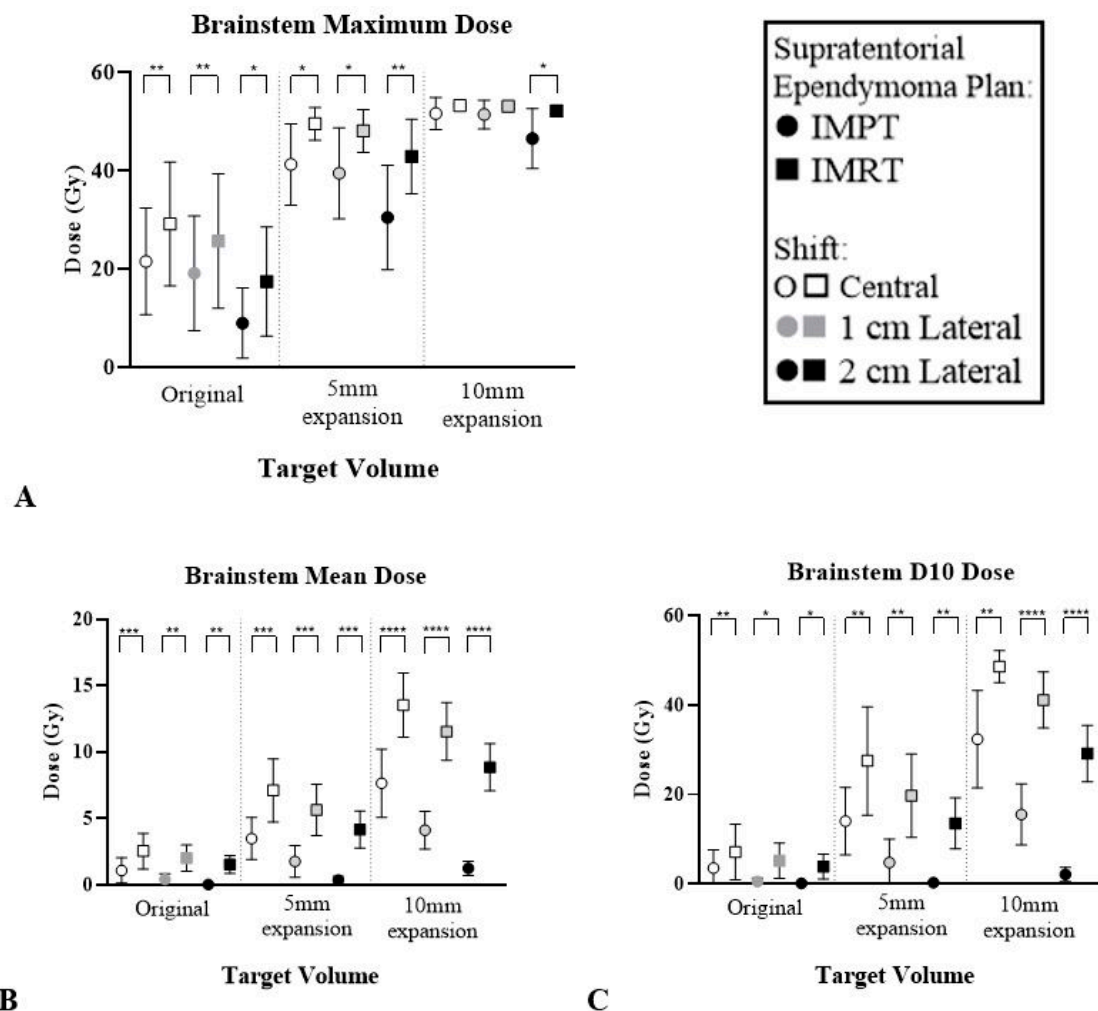 Brainstem Maximum Dose
** ** * * * ** *
60
40
20
0
Dose (Gy)
Original
5mm
expansion
10mm
expansion
Target Volume
A
Supratentorial
Ependymoma Plan:
IMPT
IMRT
Shift:
Central
1 cm Lateral
2 cm Lateral
Brainstem Mean Dose
*** ** ** *** *** *** **** **** ****
20
15
10
5
0
Dose (Gy)
Original
5mm
expansion
10mm
expansion
Target Volume
B
Brainstem D10 Dose
** * * ** ** ** ** **** ****
60
40
20
0
Dose (Gy)
Original
5mm
expansion
10mm
expansion
Target Volume
C